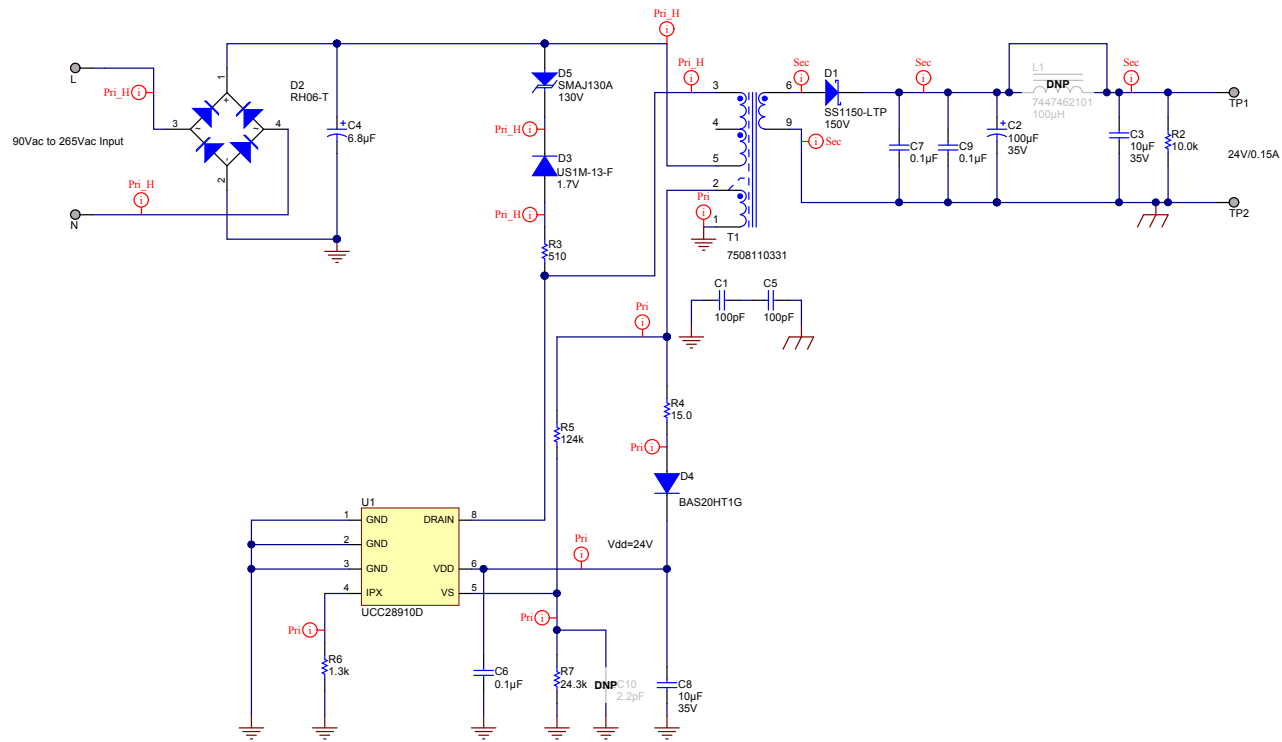 Pri_H
i
L
Pri_H
i
1
D2
RH06-T
+
3
~
~
4
-
2
90Vac to 265Vac Input
Pri_H
i
N
+
C4
6.8µF
D5
SMAJ130A
130V
Pri_H
i
D3
US1M-13-F
1.7V
Pri_H
i
R3
510
Pri_H
i
3
4
5
2
Pri
i
1
T1
7508110331
6
9
Sec
i
D1
SS1150-LTP
150V
i
Sec
Sec
i
C7
0.1µF
C9
0.1µF
+
C2
100µF
35V
L1
DNP
7447462101
100µH
Sec
i
C3
10µF
35V
R2
10.0k
TP1
24V/0.15A
TP2
C1
100pF
C5
100pF
Pri
i
R5
124k
R4
15.0
Pri
i
D4
BAS20HT1G
Vdd=24V
Pri
i
U1
1
GND
DRAIN
8
2
GND
3
GND
VDD
6
4
IPX
VS
5
UCC28910D
Pri
i
R6
1.3k
C6
0.1µF
Pri
i
R7
24.3k
DNP
C10
2.2pF
C8
10µF
35V